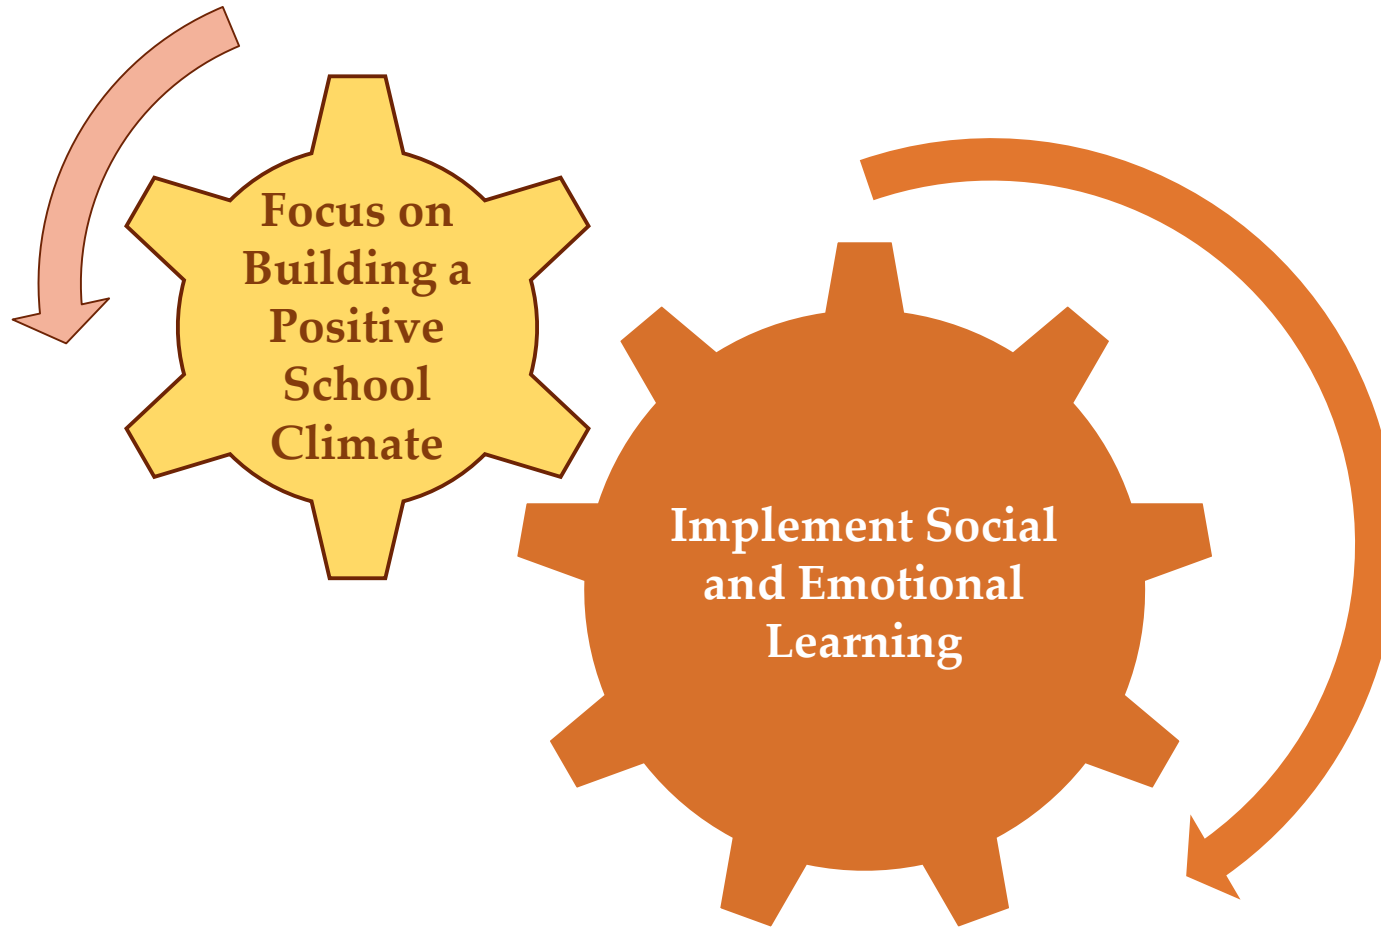 Focus on
Building a
Positive
School
Climate
Implement Social
and Emotional
Learning